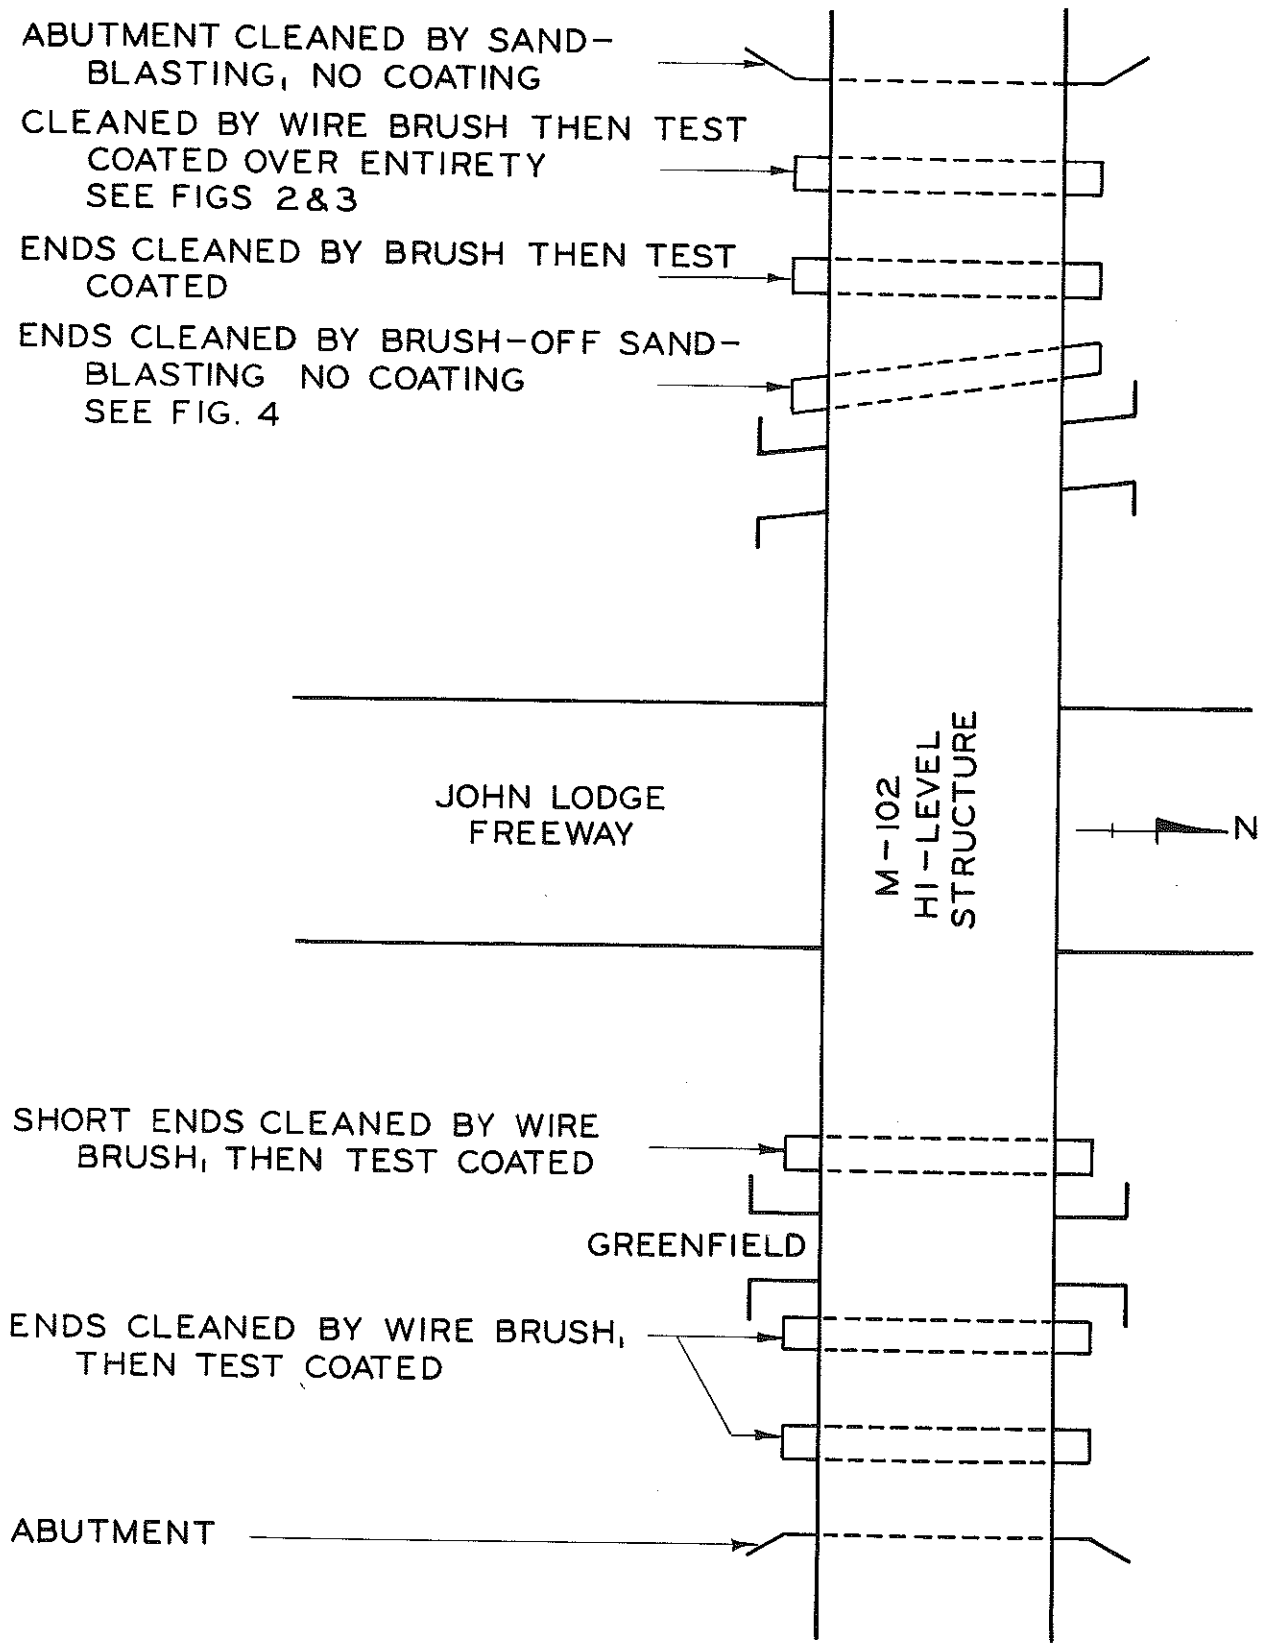 ABUTMENT CLEANED BY SAND-
BLASTING, NO COATING
CLEANED BY WIRE BRUSH THEN TEST
COATED OVER ENTIRETY
SEE FIGS 2&3
ENDS CLEANED BY BRUSH THEN TEST
COATED
ENDS CLEANED BY BRUSH-OFF SAND-
BLASTING NO COATING
SEE FIG. 4
JOHN LODGE
FREEWAY
M-102
HI-LEVEL
STRUCTURE
N
SHORT ENDS CLEANED BY WIRE
BRUSH, THEN TEST COATED
GREENFIELD
ENDS CLEANED BY WIRE BRUSH,
THEN TEST COATED
ABUTMENT